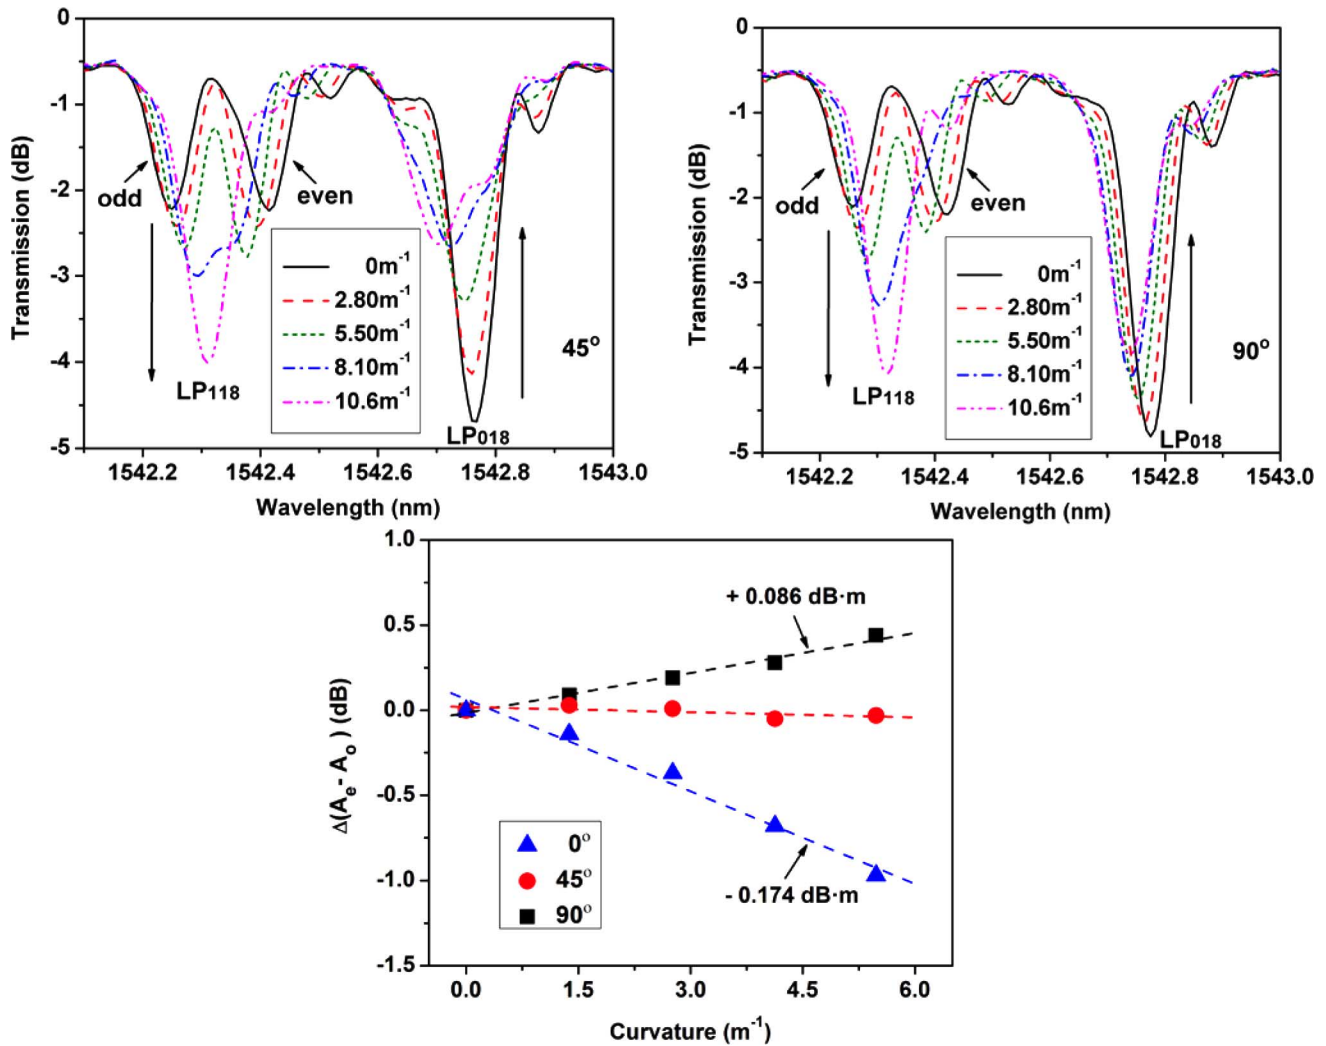 0
-1
-2
-3
-4
-5
Transmission (dB)
odd
even
0m⁻¹
2.80m⁻¹
5.50m⁻¹
8.10m⁻¹
10.6m⁻¹
45°
LP₁₁₈
LP₀₁₈
1542.2 1542.4 1542.6 1542.8 1543.0
Wavelength (nm)
0
-1
-2
-3
-4
-5
Transmission (dB)
odd
even
0m⁻¹
2.80m⁻¹
5.50m⁻¹
8.10m⁻¹
10.6m⁻¹
90°
LP₁₁₈
LP₀₁₈
1542.2 1542.4 1542.6 1542.8 1543.0
Wavelength (nm)
1.0
0.5
0.0
-0.5
-1.0
-1.5
Δ(Aₑ - Aₒ) (dB)
+ 0.086 dB·m
- 0.174 dB·m
0°
45°
90°
0.0 1.5 3.0 4.5 6.0
Curvature (m⁻¹)